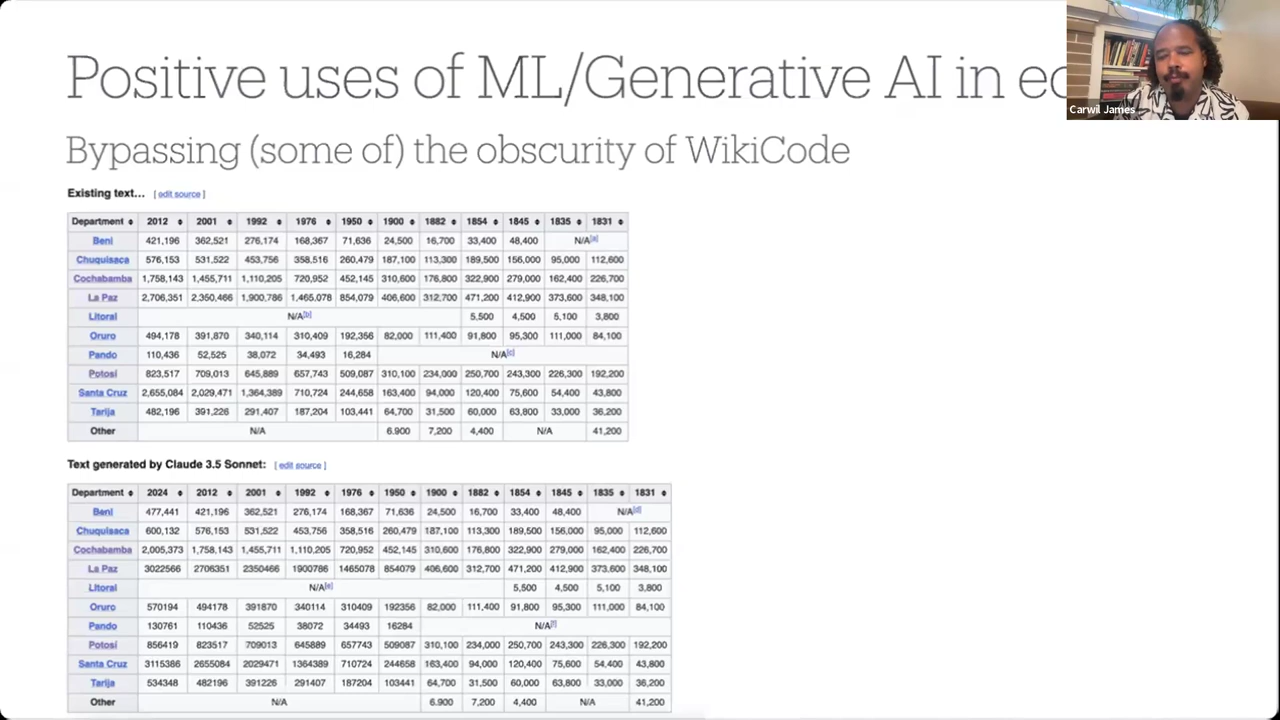 Positive uses of ML/Generative AI in e
Carwil James
Bypassing (some of) the obscurity of WikiCode
Existing text... [ edit source ]
Department 2012 2001 1992 1976 1950 1900 1882 1854 1845 1835 1831
Beni 421,196 362,521 276,174 168,367 71,636 24,500 16,700 33,400 48,400 N/A[a]
Chuquisaca 576,153 531,522 453,756 358,516 260,479 187,100 113,300 189,500 156,000 95,000 112,600
Cochabamba 1,758,143 1,455,711 1,110,205 720,952 452,145 310,600 176,800 322,900 279,000 162,400 226,700
La Paz 2,706,351 2,350,466 1,900,786 1,465,078 854,079 406,600 312,700 471,200 412,900 373,600 348,100
Litoral N/A[b] 5,500 4,500 5,100 3,800
Oruro 494,178 391,870 340,114 310,409 192,356 82,000 111,400 91,800 95,300 111,000 84,100
Pando 110,436 52,525 38,072 34,493 16,284 N/A[c]
Potosí 823,517 709,013 645,889 657,743 509,087 310,100 234,000 250,700 243,300 226,300 192,200
Santa Cruz 2,655,084 2,029,471 1,364,389 710,724 244,658 163,400 94,000 120,400 75,600 54,400 43,800
Tarija 482,196 391,226 291,407 187,204 103,441 64,700 31,500 60,000 63,800 33,000 36,200
Other N/A 6.900 7,200 4,400 N/A 41,200
Text generated by Claude 3.5 Sonnet: [ edit source ]
Department 2024 2012 2001 1992 1976 1950 1900 1882 1854 1845 1835 1831
Beni 477,441 421,196 362,521 276,174 168,367 71,636 24,500 16,700 33,400 48,400 N/A[d]
Chuquisaca 600,132 576,153 531,522 453,756 358,516 260,479 187,100 113,300 189,500 156,000 95,000 112,600
Cochabamba 2,005,373 1,758,143 1,455,711 1,110,205 720,952 452,145 310,600 176,800 322,900 279,000 162,400 226,700
La Paz 3022566 2706351 2350466 1900786 1465078 854079 406,600 312,700 471,200 412,900 373,600 348,100
Litoral N/A[e] 5,500 4,500 5,100 3,800
Oruro 570194 494178 391870 340114 310409 192356 82,000 111,400 91,800 95,300 111,000 84,100
Pando 130761 110436 52525 38072 34493 16284 N/A[f]
Potosí 856419 823517 709013 645889 657743 509087 310,100 234,000 250,700 243,300 226,300 192,200
Santa Cruz 3115386 2655084 2029471 1364389 710724 244658 163,400 94,000 120,400 75,600 54,400 43,800
Tarija 534348 482196 391226 291407 187204 103441 64,700 31,500 60,000 63,800 33,000 36,200
Other N/A 6.900 7,200 4,400 N/A 41,200